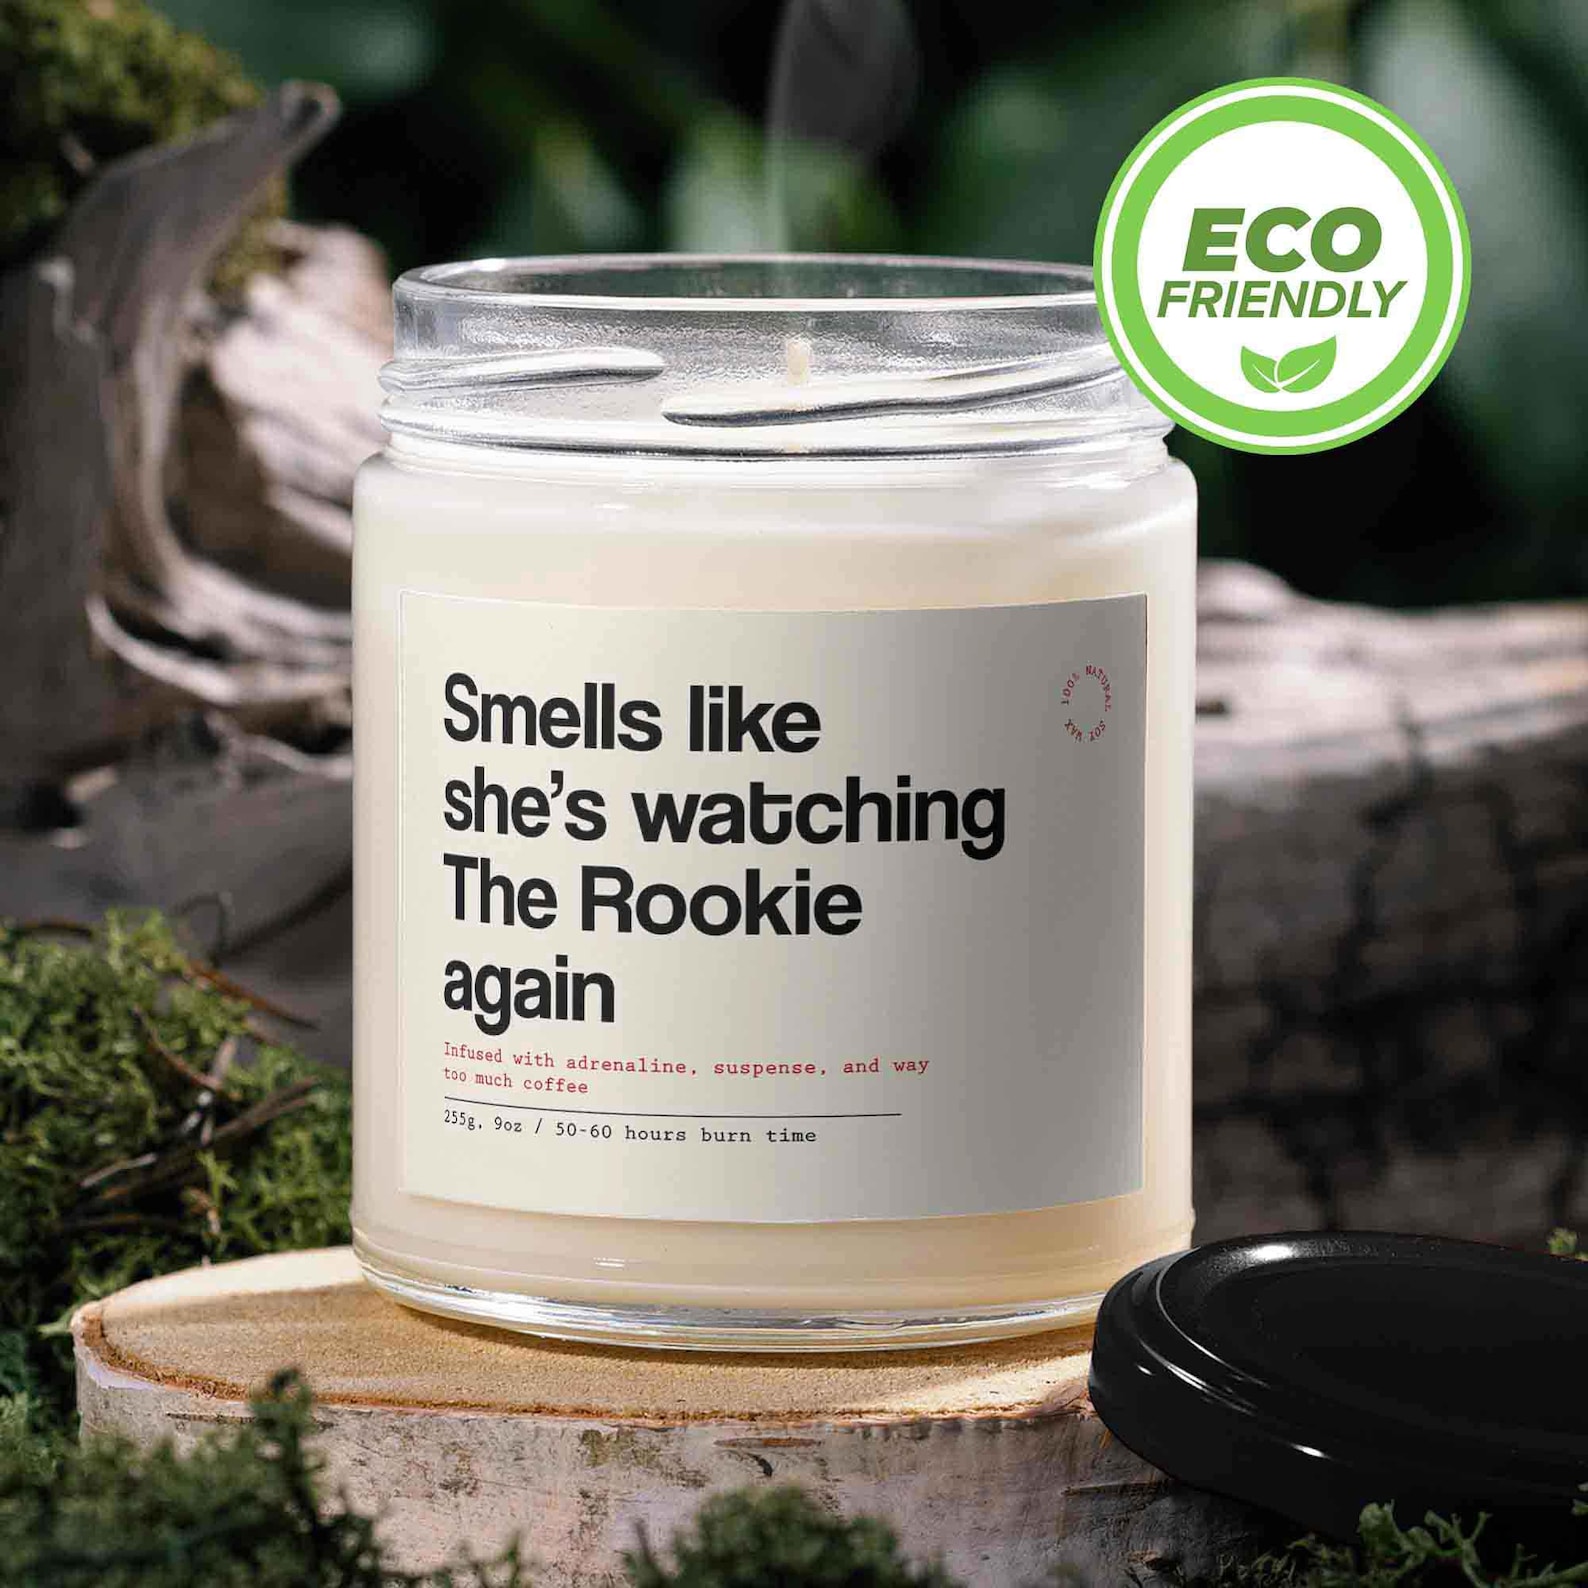 ECO
FRIENDLY
100% NATURAL SOY WAX
Smells like
she's watching
The Rookie
again
Infused with adrenaline, suspense, and way
too much coffee
255g, 9oz / 50-60 hours burn time